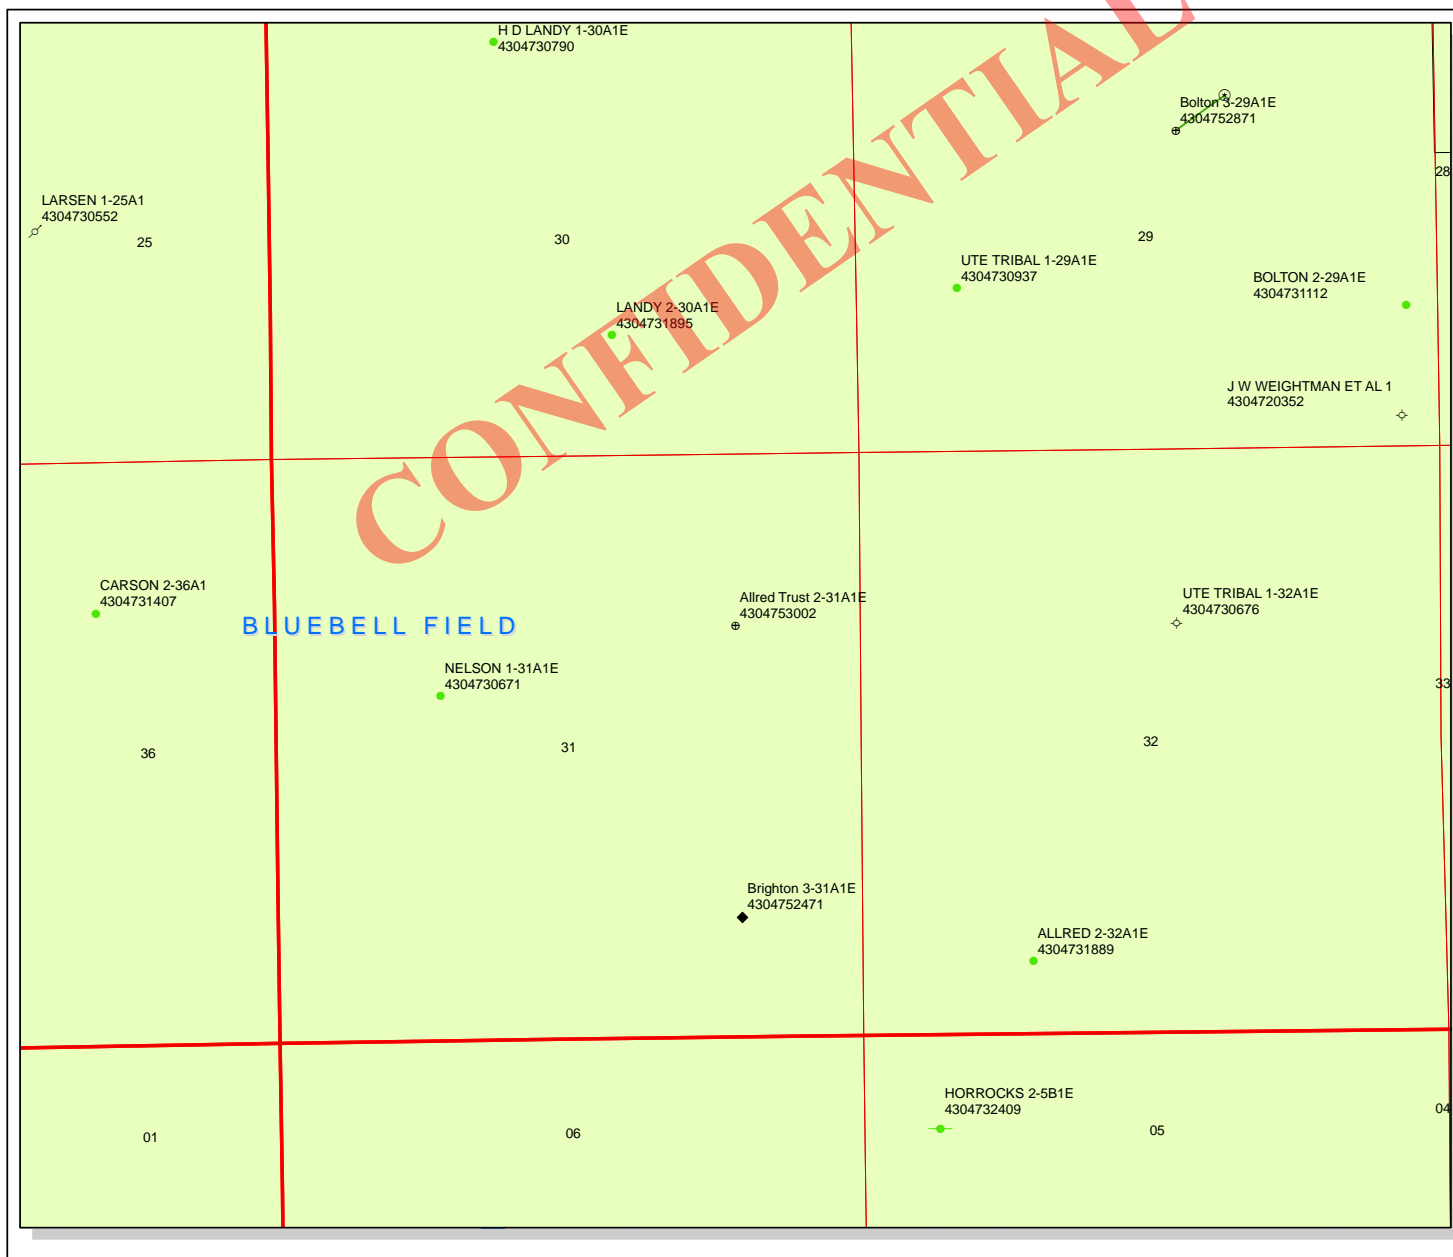 H D LANDY 1-30A1E
4304730790
CONFIDENTIAL
Bolton 3-29A1E
4304752871
28
LARSEN 1-25A1
4304730552
25
30
29
UTE TRIBAL 1-29A1E
4304730937
BOLTON 2-29A1E
4304731112
LANDY 2-30A1E
4304731895
J W WEIGHTMAN ET AL 1
4304720352
CARSON 2-36A1
4304731407
BLUEBELL FIELD
Allred Trust 2-31A1E
4304753002
UTE TRIBAL 1-32A1E
4304730676
NELSON 1-31A1E
4304730671
33
36
31
32
Brighton 3-31A1E
4304752471
ALLRED 2-32A1E
4304731889
HORROCKS 2-5B1E
4304732409
04
01
06
05